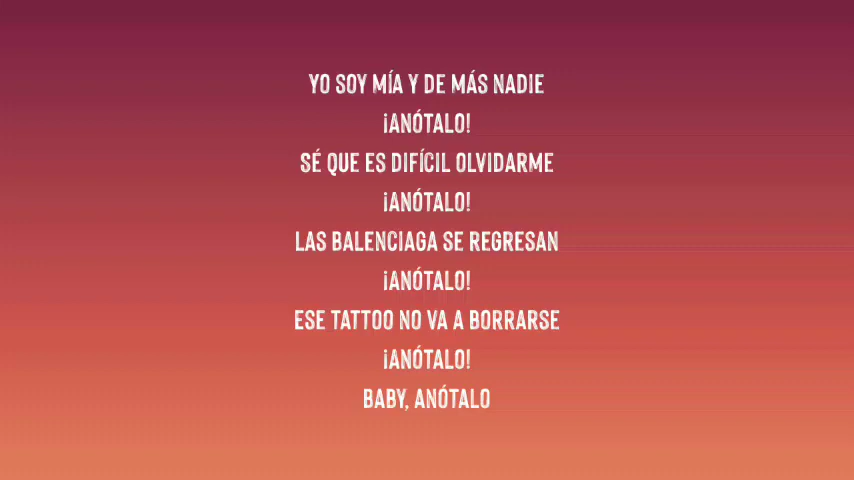 YO SOY MÍA Y DE MÁS NADIE
¡ANÓTALO!
SÉ QUE ES DIFÍCIL OLVIDARME
¡ANÓTALO!
LAS BALENCIAGA SE REGRESAN
¡ANÓTALO!
ESE TATTOO NO VA A BORRARSE
¡ANÓTALO!
BABY, ANÓTALO